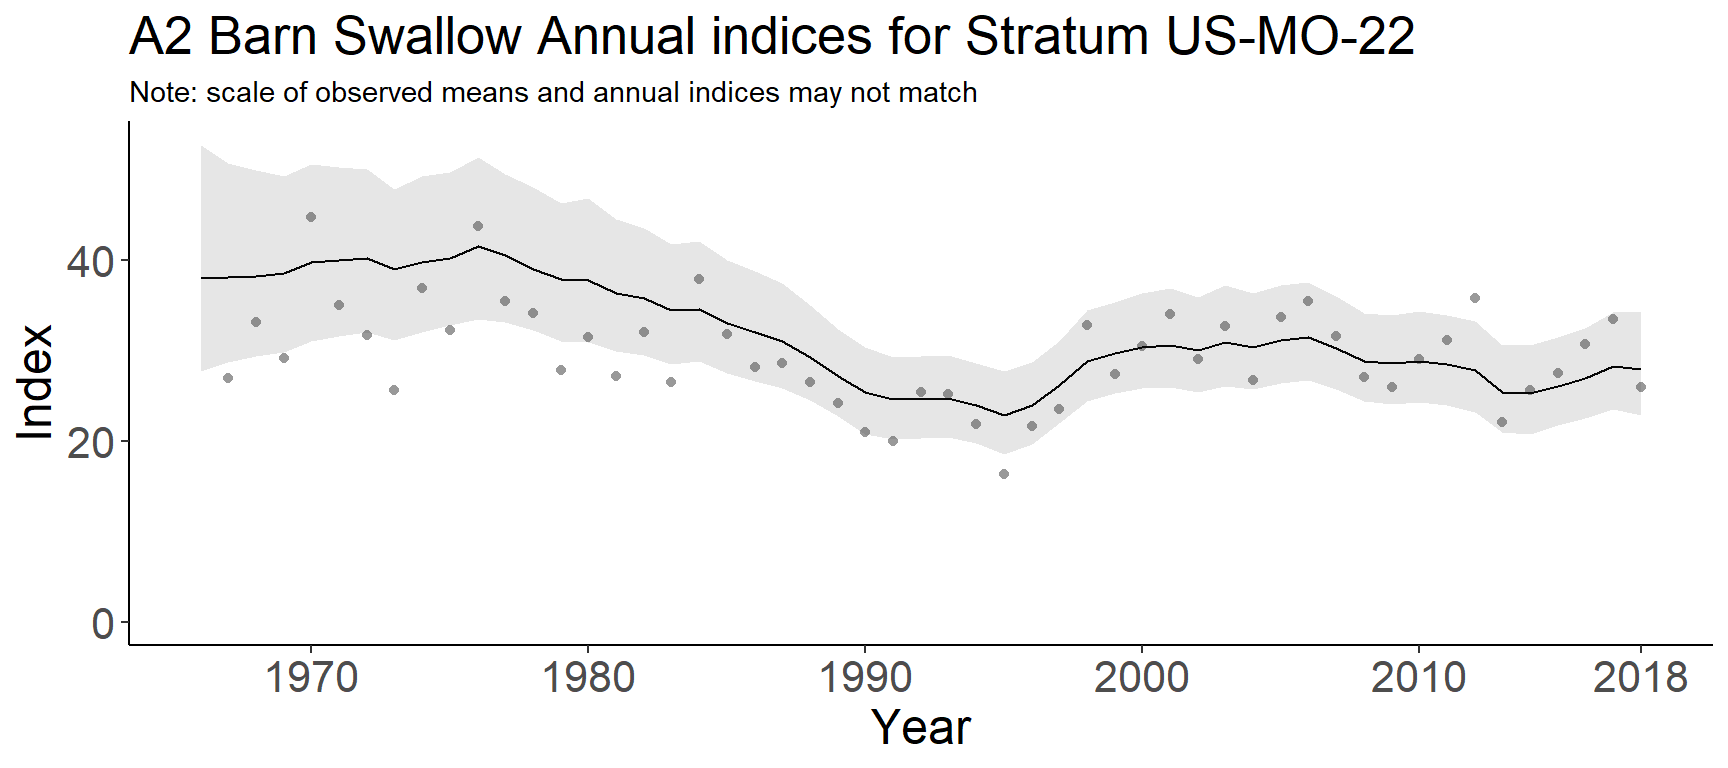 A2 Barn Swallow Annual indices for Stratum US-MO-22
Note: scale of observed means and annual indices may not match
Index
40
20
0
1970 1980 1990 2000 2010 2018
Year